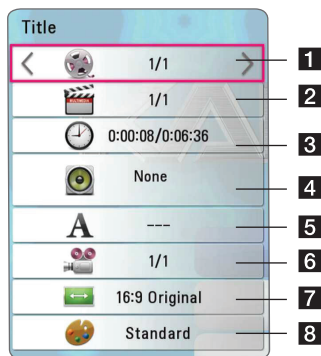 Title
1/1 1
1/1 2
0:00:08/0:06:36 3
None 4
A --- 5
1/1 6
16:9 Original 7
Standard 8